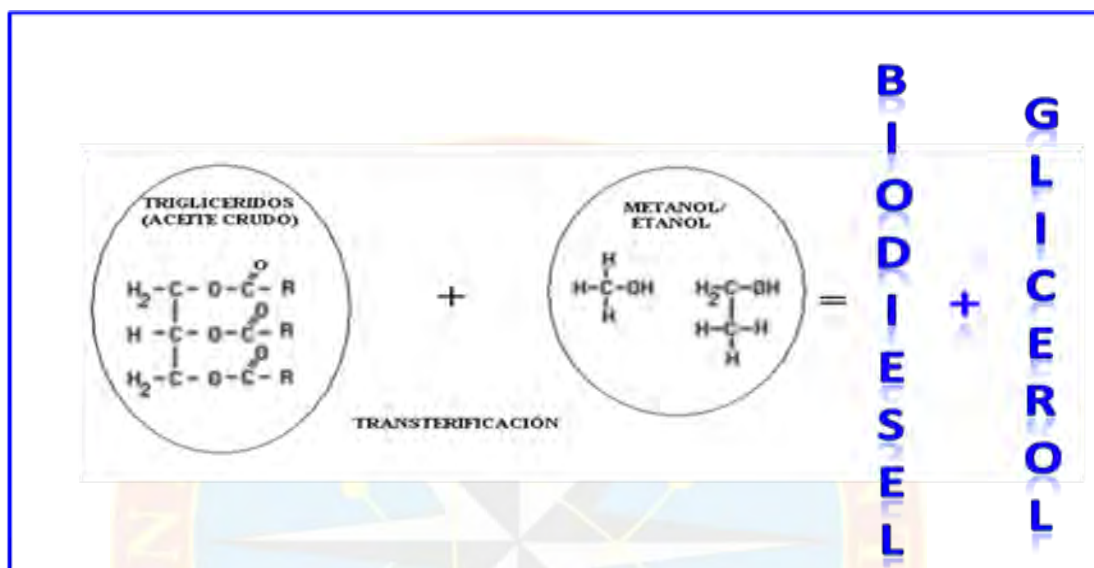 TRIGLICERIDOS
(ACEITE CRUDO)
H2-C-O-C-R
O
H-C-O-C-R
O
H2-C-O-C-R
O
+
TRANSTERIFICACIÓN
METANOL/
ETANOL
H
H-C-OH
H
H2-C-OH
H-C-H
H
=
BIODIESEL
+
GLICEROL
N